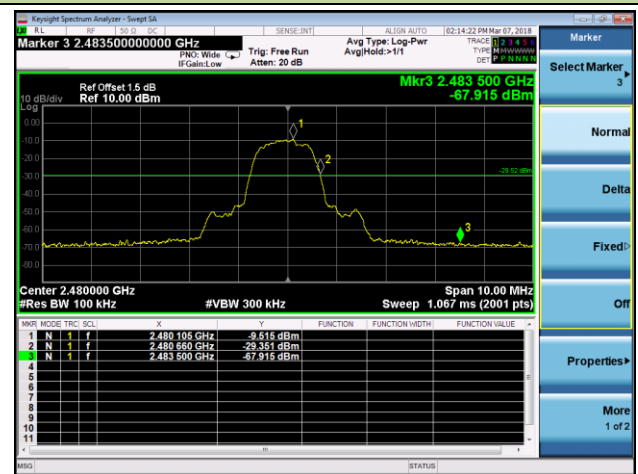 Keysight Spectrum Analyzer - Swept SA
RL RF 50 Ω DC SENSE:INT ALIGN AUTO 02:14:22 PM Mar 07, 2018
Marker 3 2.483500000000 GHz
PNO: Wide
IFGain:Low
Trig: Free Run
Atten: 20 dB
Avg Type: Log-Pwr
Avg|Hold:>1/1
TRACE 1 2 3 4 5 6
TYPE MMWWWW
DET P P N N N N
Marker
Select Marker
3
Normal
Delta
Fixed
Off
Properties
More
1 of 2
Ref Offset 1.5 dB
Ref 10.00 dBm
10 dB/div
Log
Mkr3 2.483 500 GHz
-67.915 dBm
0.00
-10.0
-20.0
-30.0
-40.0
-50.0
-60.0
-70.0
-80.0
1
2
3
-29.52 dBm
Center 2.480000 GHz
Span 10.00 MHz
#Res BW 100 kHz
#VBW 300 kHz
Sweep 1.067 ms (2001 pts)
MKR MODE TRC SCL X Y FUNCTION FUNCTION WIDTH FUNCTION VALUE
1 N 1 f 2.480 105 GHz -9.515 dBm
2 N 1 f 2.480 660 GHz -29.351 dBm
3 N 1 f 2.483 500 GHz -67.915 dBm
4
5
6
7
8
9
10
11
MSG
STATUS